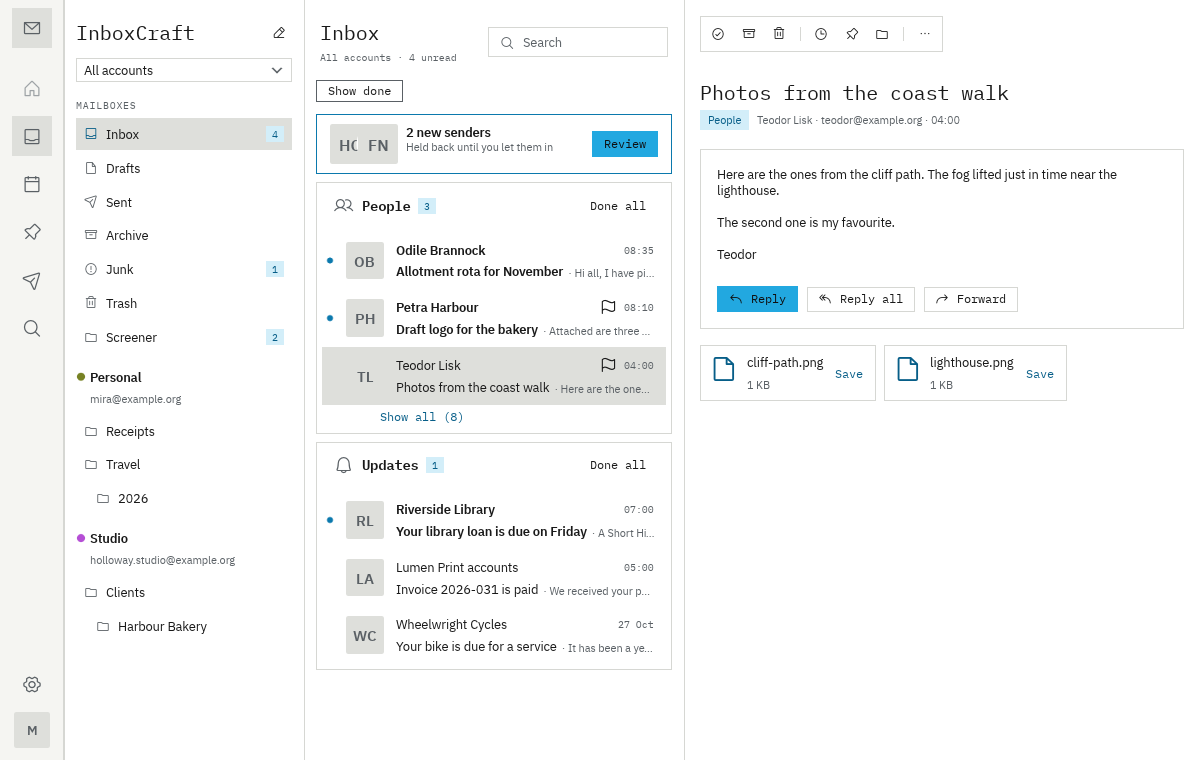 InboxCraft
All accounts
MAILBOXES
Inbox 4
Drafts
Sent
Archive
Junk 1
Trash
Screener 2
Personal
mira@example.org
Receipts
Travel
2026
Studio
holloway.studio@example.org
Clients
Harbour Bakery
M
Inbox
All accounts · 4 unread
Search
Show done
FN
2 new senders
Held back until you let them in
Review
People 3
Done all
OB
Odile Brannock 08:35
Allotment rota for November · Hi all, I have pi…
PH
Petra Harbour 08:10
Draft logo for the bakery · Attached are three …
TL
Teodor Lisk 04:00
Photos from the coast walk · Here are the one…
Show all (8)
Updates 1
Done all
RL
Riverside Library 07:00
Your library loan is due on Friday · A Short Hi…
LA
Lumen Print accounts 05:00
Invoice 2026-031 is paid · We received your p…
WC
Wheelwright Cycles 27 Oct
Your bike is due for a service · It has been a ye…
Photos from the coast walk
People Teodor Lisk · teodor@example.org · 04:00
Here are the ones from the cliff path. The fog lifted just in time near the
lighthouse.
The second one is my favourite.
Teodor
Reply
Reply all
Forward
cliff-path.png
1 KB
Save
lighthouse.png
1 KB
Save